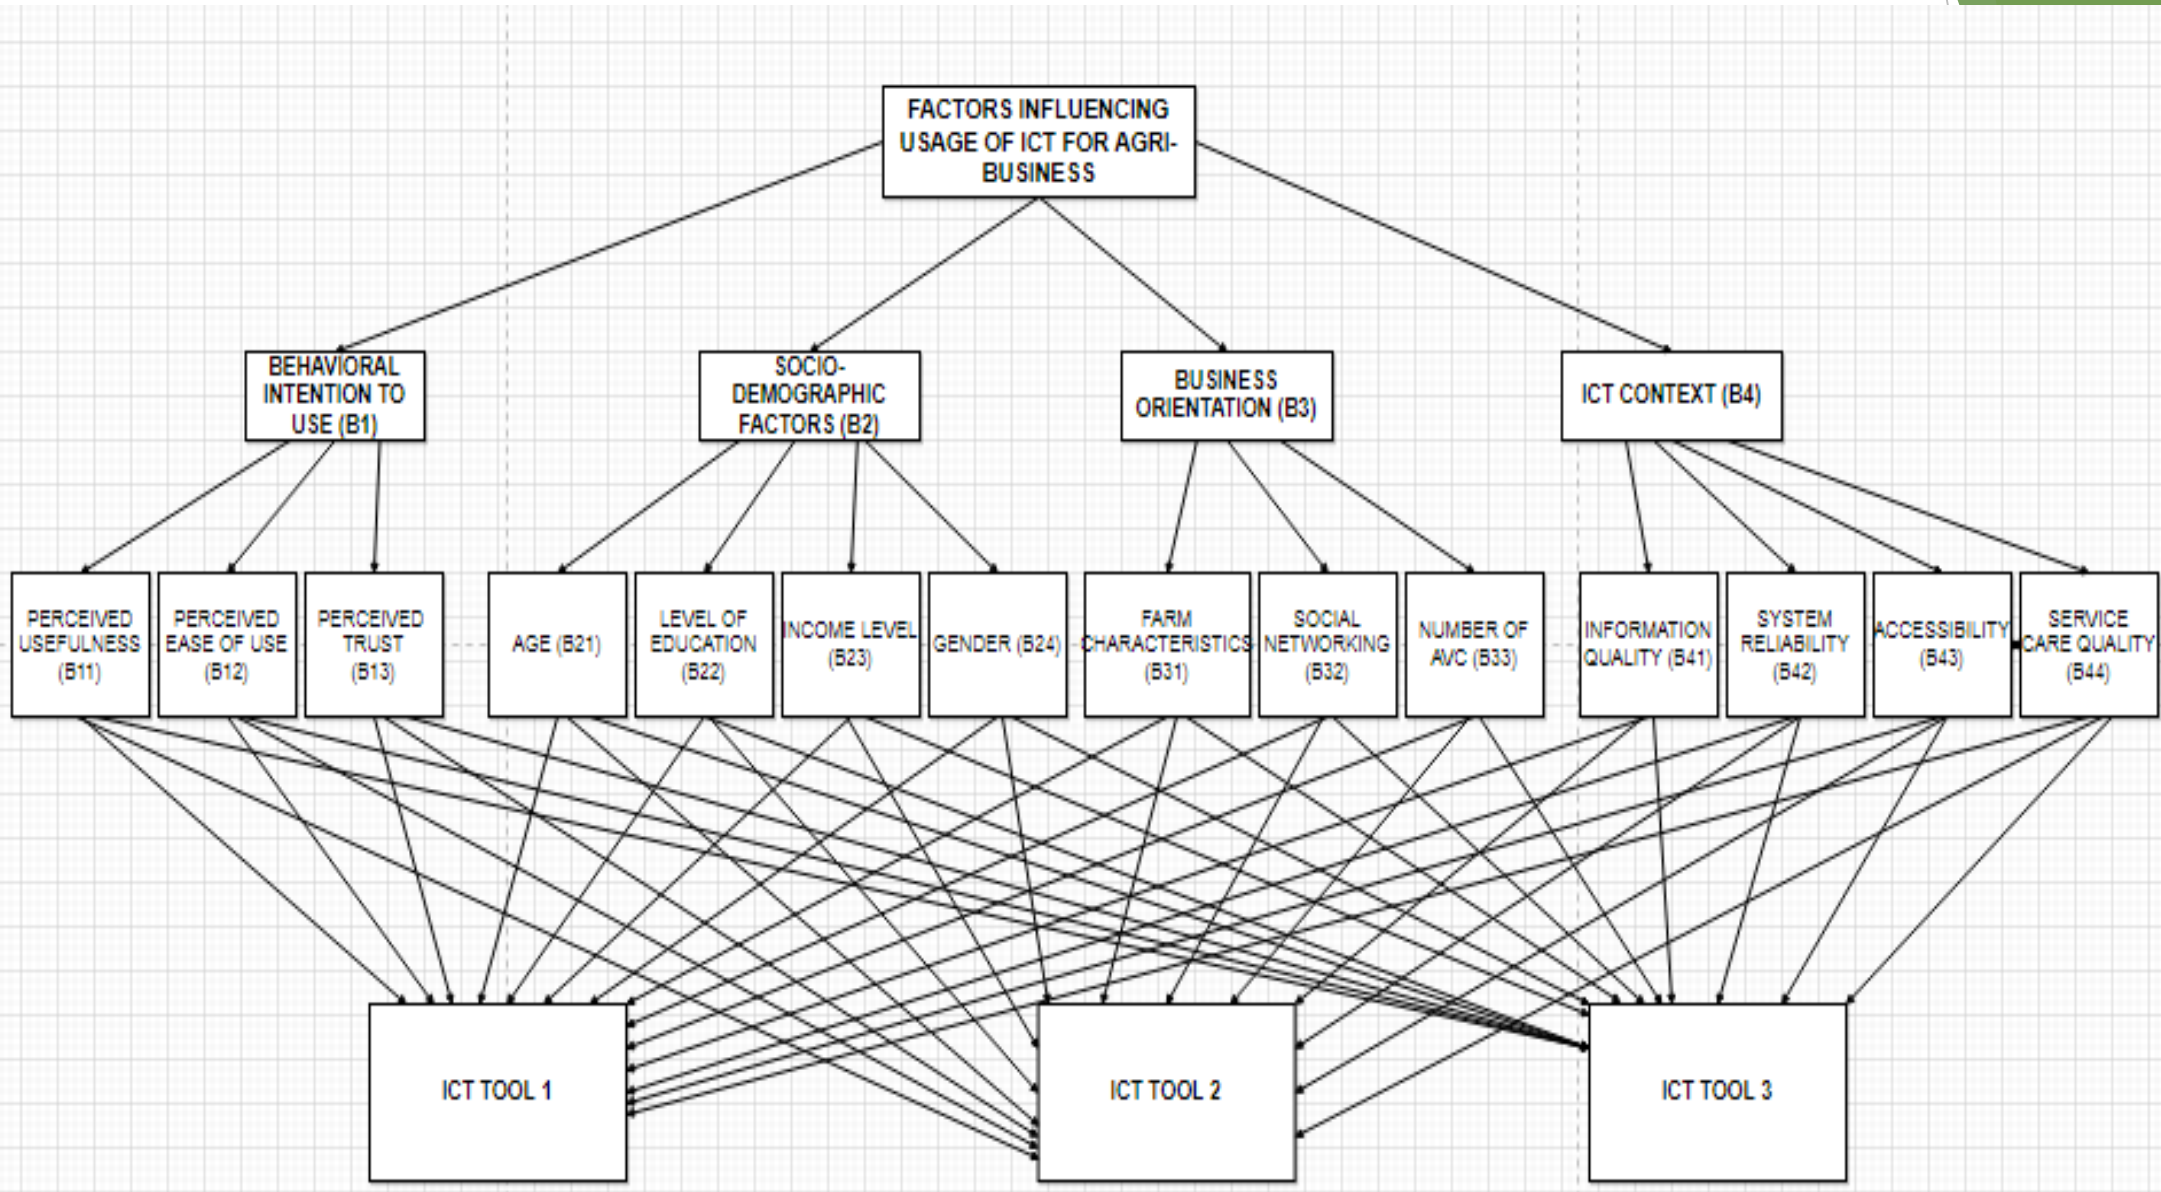 FACTORS INFLUENCING
USAGE OF ICT FOR AGRI-
BUSINESS
BEHAVIORAL
INTENTION TO
USE (B1)
SOCIO-
DEMOGRAPHIC
FACTORS (B2)
BUSINESS
ORIENTATION (B3)
ICT CONTEXT (B4)
PERCEIVED
USEFULNESS
(B11)
PERCEIVED
EASE OF USE
(B12)
PERCEIVED
TRUST
(B13)
AGE (B21)
LEVEL OF
EDUCATION
(B22)
INCOME LEVEL
(B23)
GENDER (B24)
FARM
CHARACTERISTICS
(B31)
SOCIAL
NETWORKING
(B32)
NUMBER OF
AVC (B33)
INFORMATION
QUALITY (B41)
SYSTEM
RELIABILITY
(B42)
ACCESSIBILITY
(B43)
SERVICE
CARE QUALITY
(B44)
ICT TOOL 1
ICT TOOL 2
ICT TOOL 3